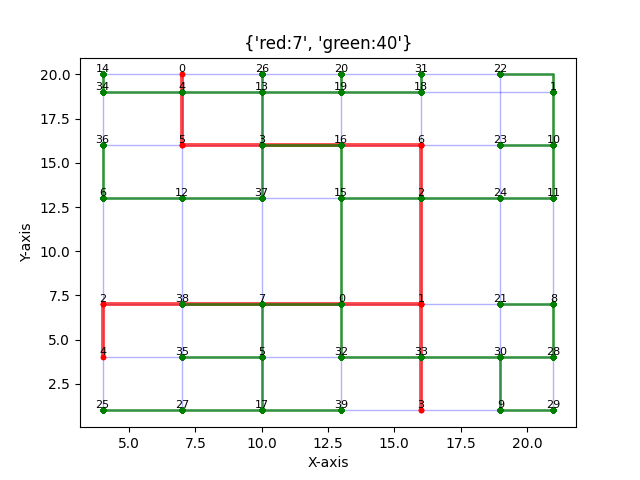 {'red:7', 'green:40'}
14 0 26 20 31 22
20.0
34 4 13 19 18 1
17.5
36 5 3 16 6 23 10
15.0
6 12 37 15 2 24 11
12.5
10.0
Y-axis
7.5
2 38 7 0 1 21 8
5.0
4 35 5 32 33 30 28
2.5
25 27 17 39 3 9 29
5.0 7.5 10.0 12.5 15.0 17.5 20.0
X-axis